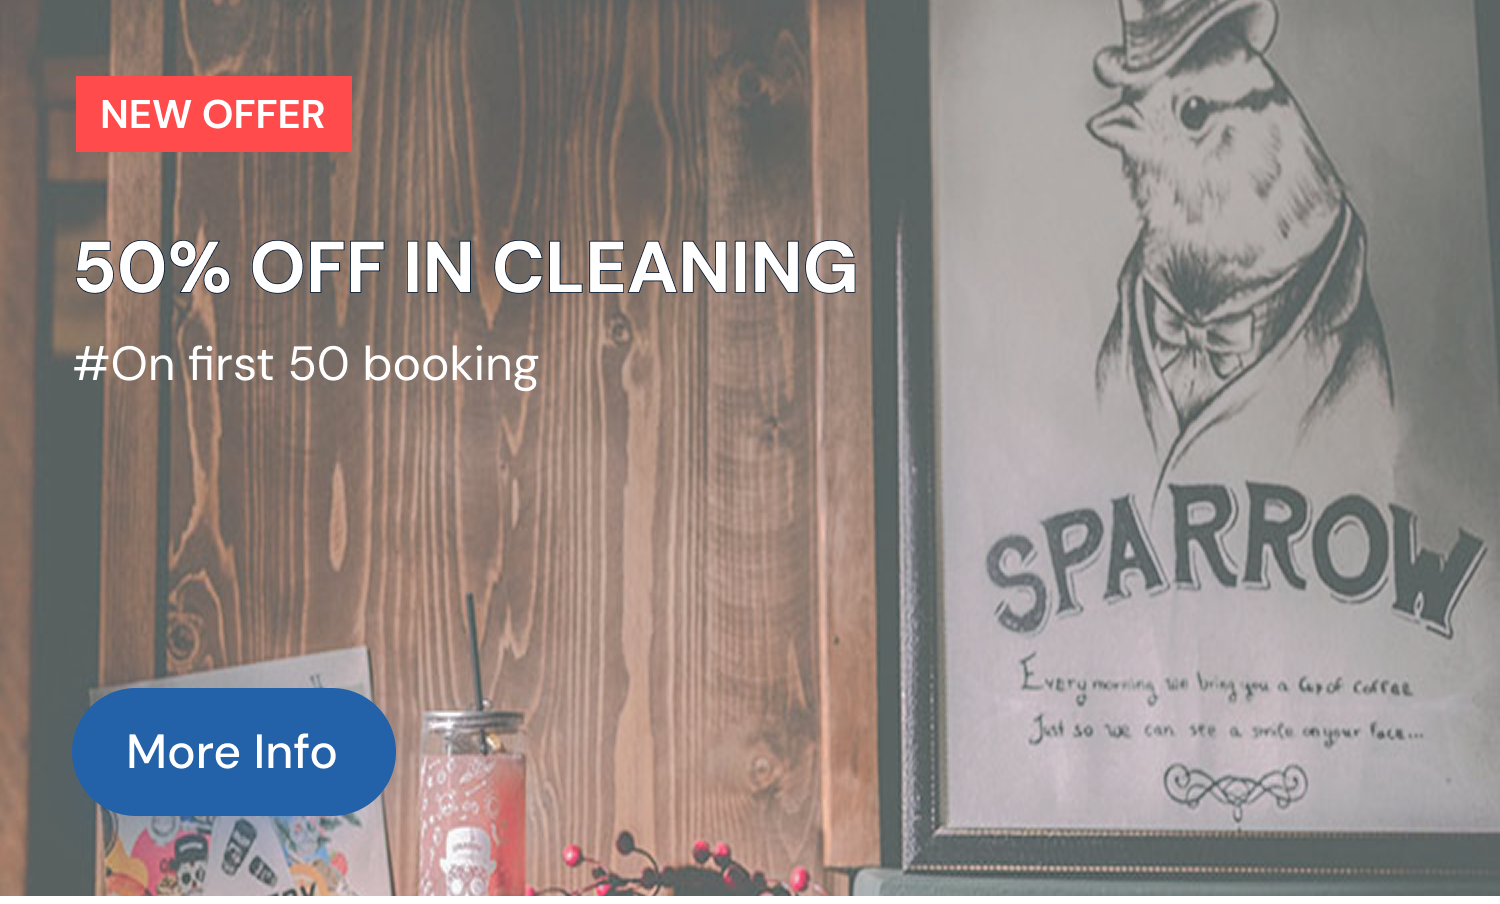 NEW OFFER
50% OFF IN CLEANING
#On first 50 booking
More Info
SPARROW
Every morning we bring you a Cup of Coffee
Just so we can see a smile on your face...